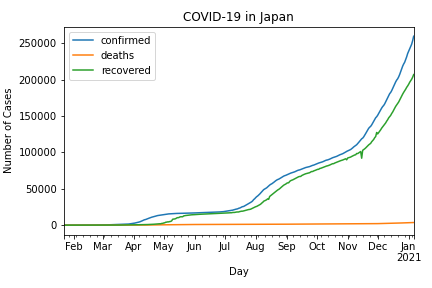 COVID-19 in Japan
confirmed
deaths
recovered
Number of Cases
250000
200000
150000
100000
50000
0
Feb Mar Apr May Jun Jul Aug Sep Oct Nov Dec Jan
2021
Day